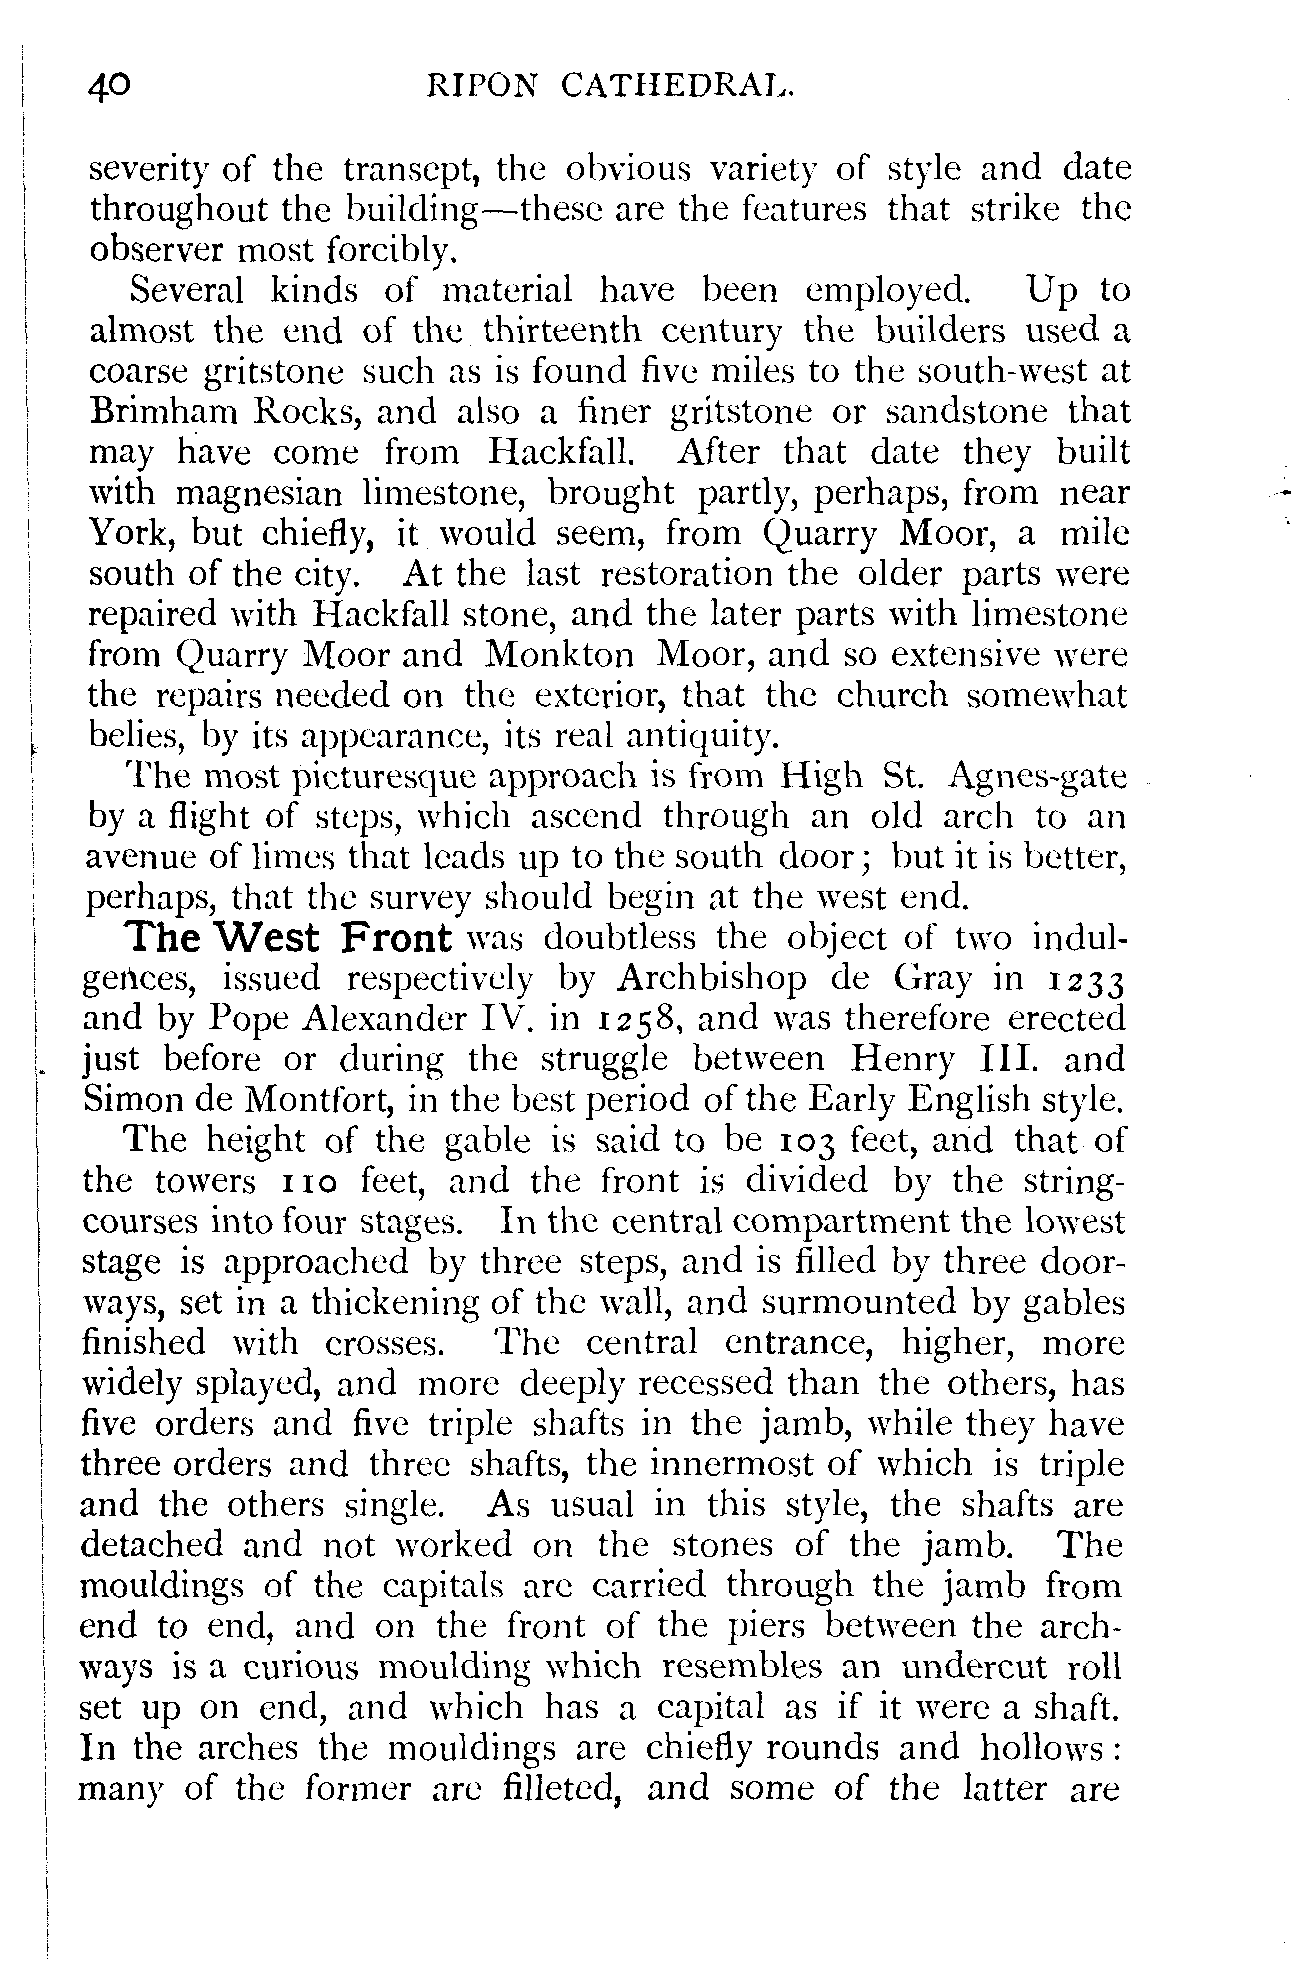 40 RIPON CATHEDRAL.
severity of the transept, the obvious variety of style and date
throughout the building—these are the features that strike the
observer most forcibly.
Several kinds of material have been employed. Up to
almost the end of the thirteenth century the builders used a
coarse gritstone such as is found five miles to the south-west at
Brimham Rocks, and also a finer gritstone or sandstone that
may have come from Hackfall. After that date they built
with magnesian limestone, brought partly, perhaps, from near
York, but chiefly, it would seem, from Quarry Moor, a mile
south of the city. At the last restoration the older parts were
repaired with Hackfall stone, and the later parts with limestone
from Quarry Moor and Monkton Moor, and so extensive were
the repairs needed on the exterior, that the church somewhat
belies, by its appearance, its real antiquity.
The most picturesque approach is from High St. Agnes-gate
by a flight of steps, which ascend through an old arch to an
avenue of limes that leads up to the south door; but it is better,
perhaps, that the survey should begin at the west end.
The West Front was doubtless the object of two indul-
gences, issued respectively by Archbishop de Gray in 1233
and by Pope Alexander IV. in 1258, and was therefore erected
just before or during the struggle between Henry III. and
Simon de Montfort, in the best period of the Early English style.
The height of the gable is said to be 103 feet, and that of
the towers 110 feet, and the front is divided by the string-
courses into four stages. In the central compartment the lowest
stage is approached by three steps, and is filled by three door-
ways, set in a thickening of the wall, and surmounted by gables
finished with crosses. The central entrance, higher, more
widely splayed, and more deeply recessed than the others, has
five orders and five triple shafts in the jamb, while they have
three orders and three shafts, the innermost of which is triple
and the others single. As usual in this style, the shafts are
detached and not worked on the stones of the jamb. The
mouldings of the capitals are carried through the jamb from
end to end, and on the front of the piers between the arch-
ways is a curious moulding which resembles an undercut roll
set up on end, and which has a capital as if it were a shaft.
In the arches the mouldings are chiefly rounds and hollows:
many of the former are filleted, and some of the latter are